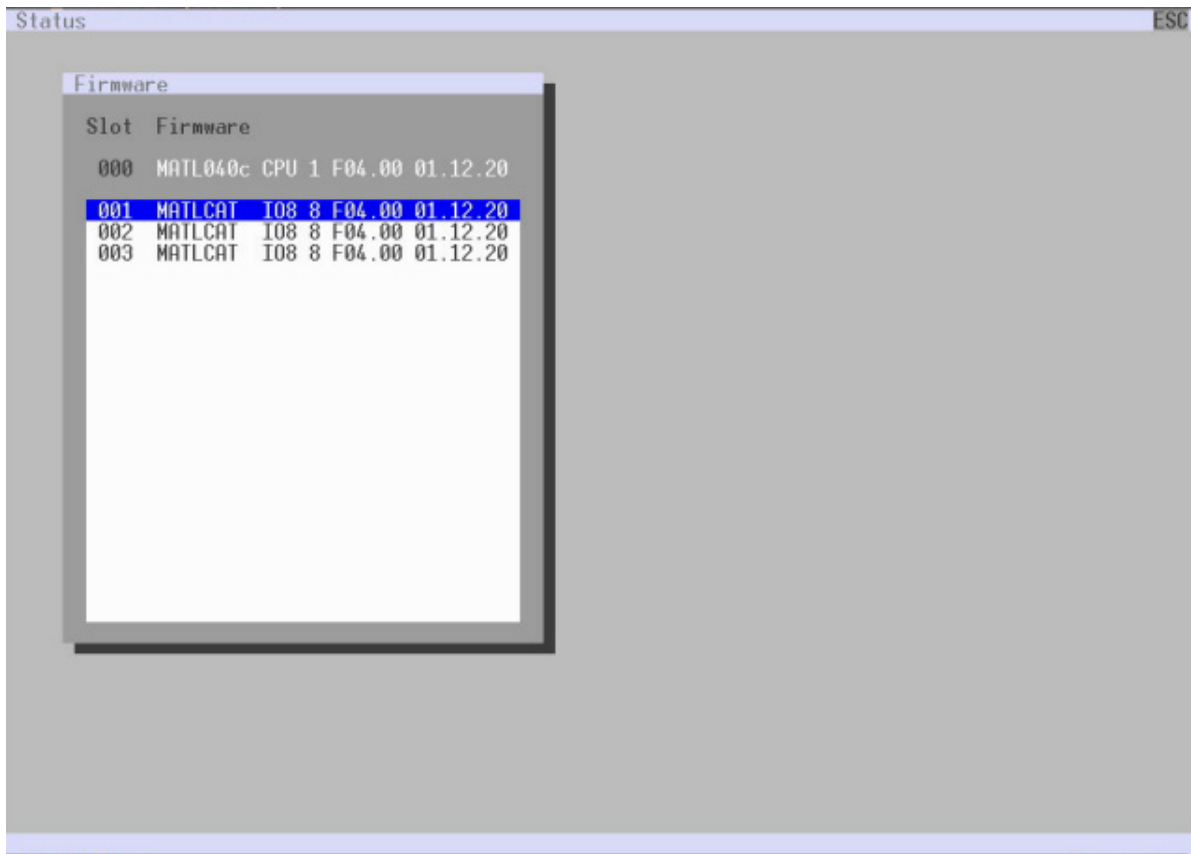 Status ESC
Firmware
Slot Firmware
000 MATL040c CPU 1 F04.00 01.12.20
001 MATLCAT IO8 8 F04.00 01.12.20
002 MATLCAT IO8 8 F04.00 01.12.20
003 MATLCAT IO8 8 F04.00 01.12.20